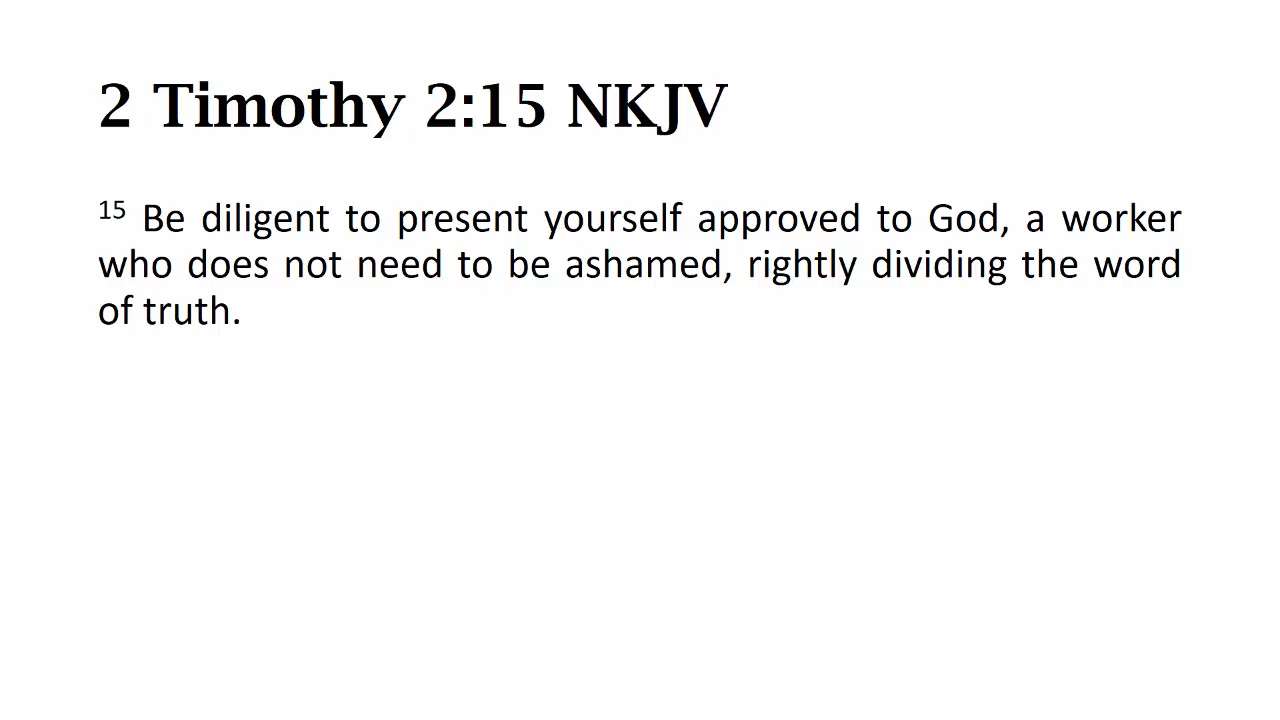 2 Timothy 2:15 NKJV
15 Be diligent to present yourself approved to God, a worker
who does not need to be ashamed, rightly dividing the word
of truth.